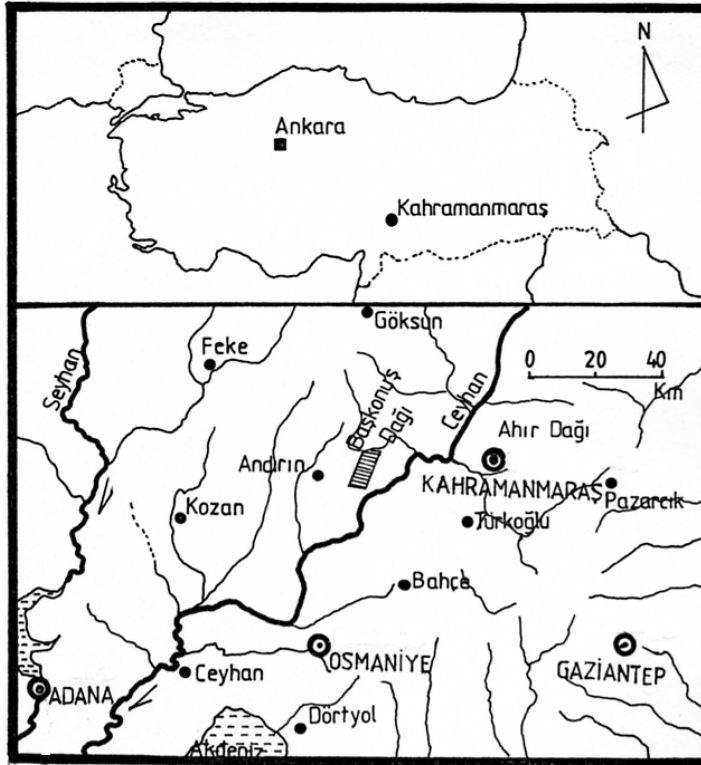 N
Ankara
Kahramanmaraş
Göksun
Feke
Seyhan
Ceyhan
0 25 40
Km
Başkonuş
Dağı
Ahır Dağı
Andırın
KAHRAMANMARAŞ
Pazarcık
Kozan
Türkoğlu
Bahçe
OSMANİYE
GAZİANTEP
Ceyhan
ADANA
Dörtyol
Akdeniz